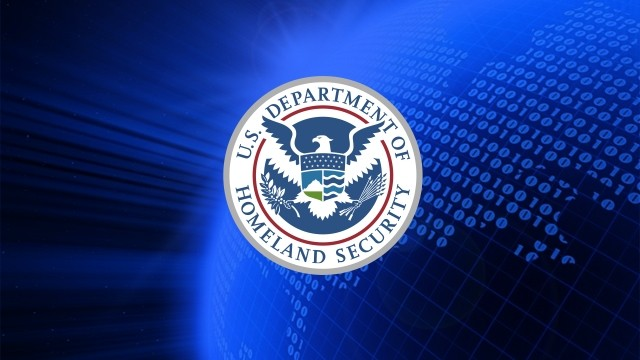 U.S. DEPARTMENT OF
HOMELAND SECURITY